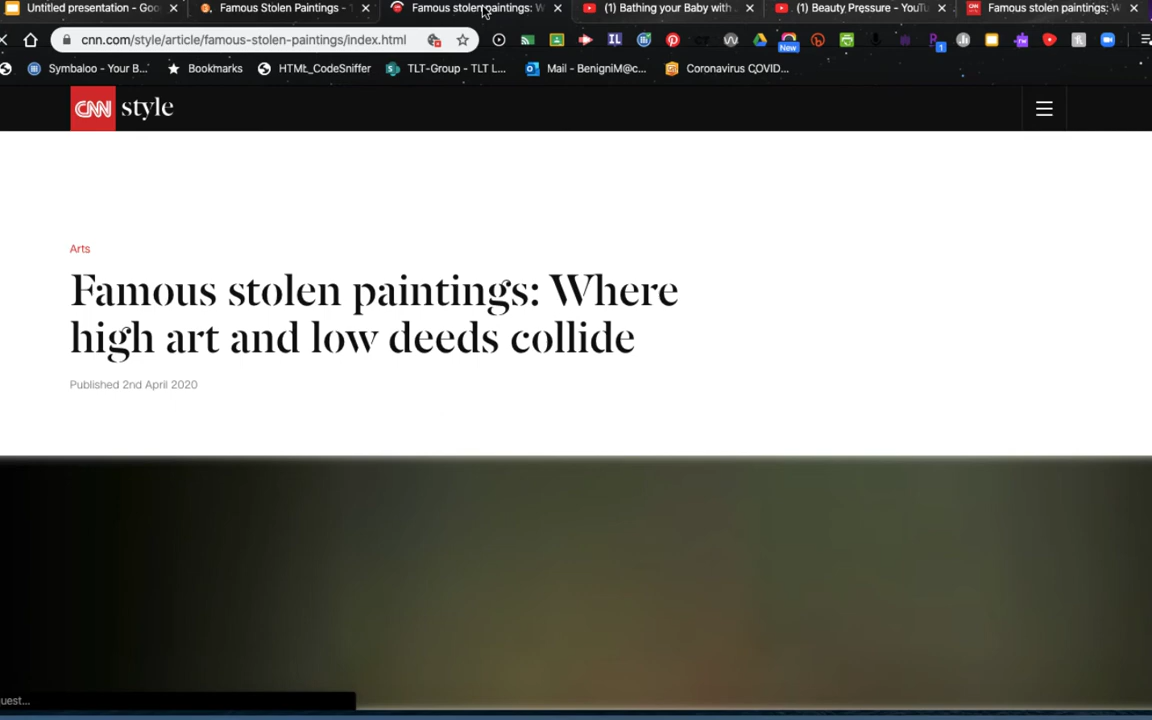 Untitled presentation - Goo
Famous Stolen Paintings -
Famous stolen paintings: W
(1) Bathing your Baby with
(1) Beauty Pressure - YouTu
Famous stolen paintings: W
cnn.com/style/article/famous-stolen-paintings/index.html
IL
New
1
Symbaloo - Your B...
Bookmarks
HTML_CodeSniffer
TLT-Group - TLT L...
Mail - BenigniM@c...
Coronavirus COVID...
CNN style
Arts
Famous stolen paintings: Where
high art and low deeds collide
Published 2nd April 2020
uest...